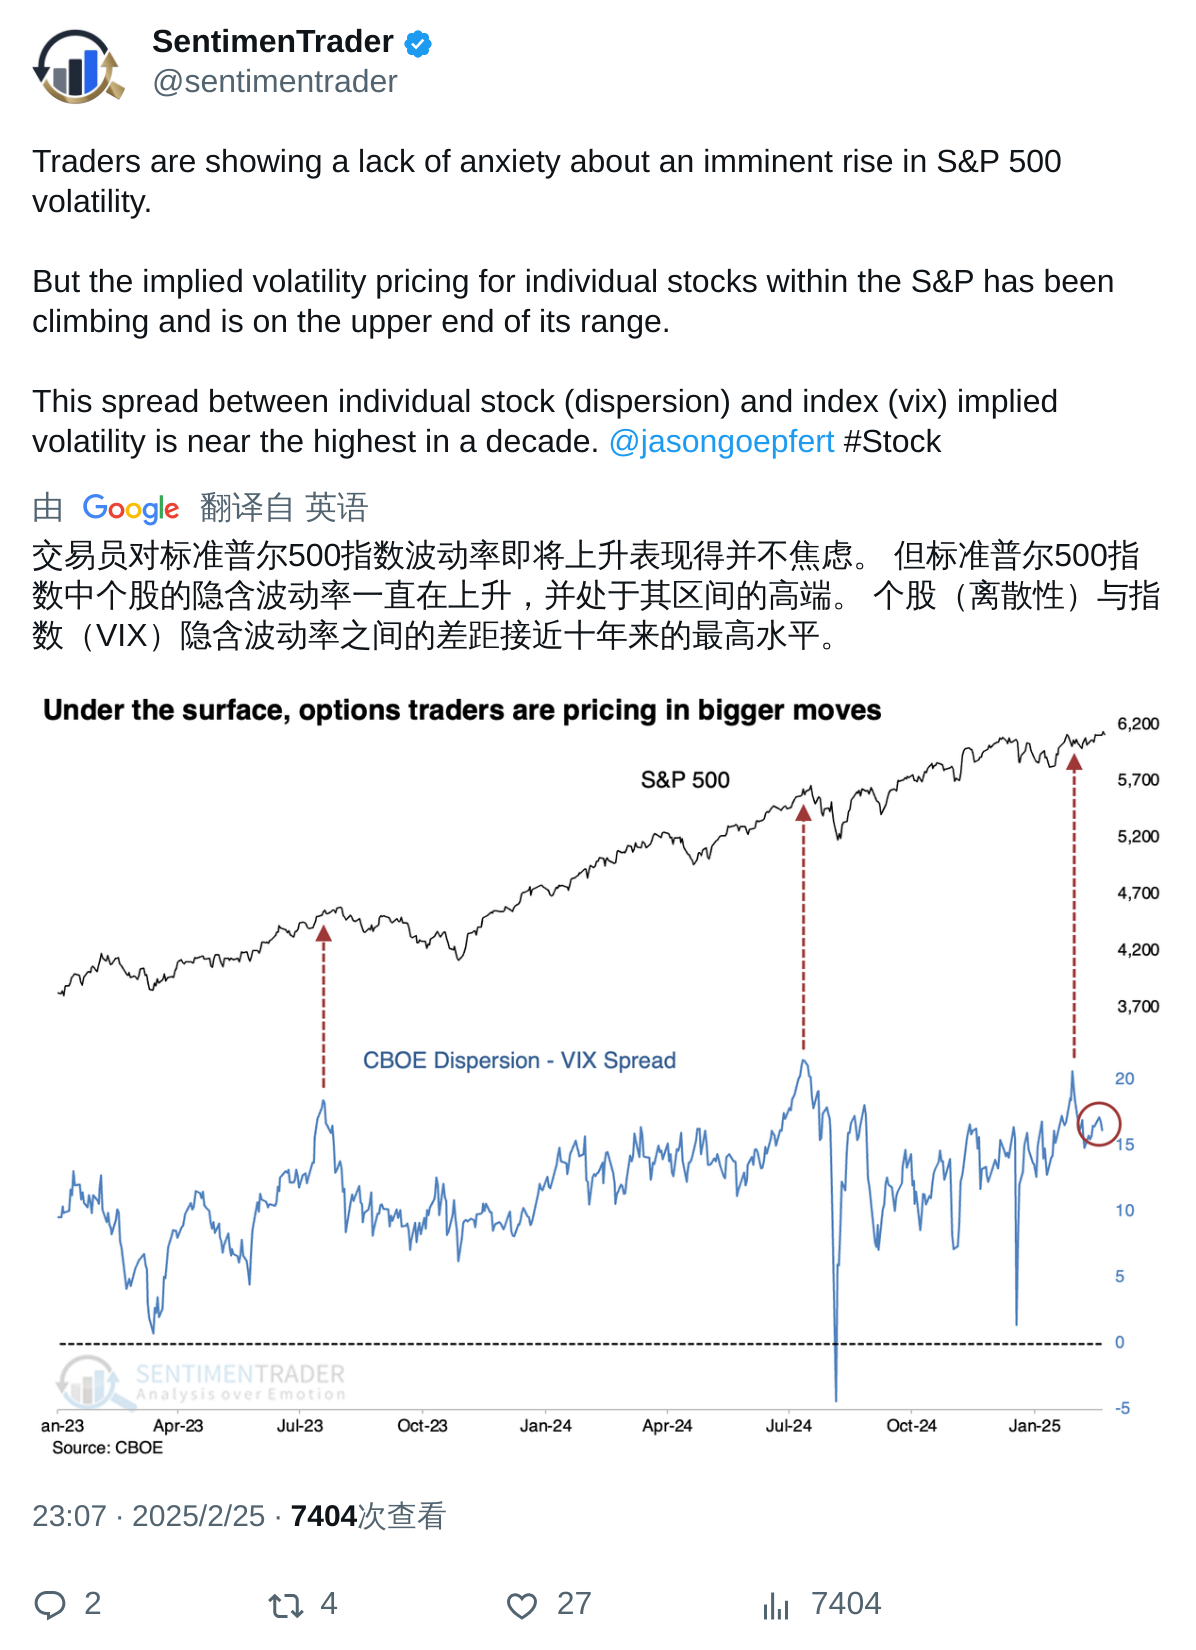 SentimenTrader
@sentimentrader
Traders are showing a lack of anxiety about an imminent rise in S&P 500
volatility.
But the implied volatility pricing for individual stocks within the S&P has been
climbing and is on the upper end of its range.
This spread between individual stock (dispersion) and index (vix) implied
volatility is near the highest in a decade. @jasongoepfert #Stock
由 Google 翻译自 英语
交易员对标准普尔500指数波动率即将上升表现得并不焦虑。 但标准普尔500指
数中个股的隐含波动率一直在上升，并处于其区间的高端。 个股（离散性）与指
数（VIX）隐含波动率之间的差距接近十年来的最高水平。
Under the surface, options traders are pricing in bigger moves
6,200
S&P 500
5,700
5,200
4,700
4,200
3,700
CBOE Dispersion - VIX Spread
20
15
10
5
0
SENTIMENTRADER
Analysis over Emotion
-5
an-23 Apr-23 Jul-23 Oct-23 Jan-24 Apr-24 Jul-24 Oct-24 Jan-25
Source: CBOE
23:07 · 2025/2/25 · 7404次查看
2 4 27 7404